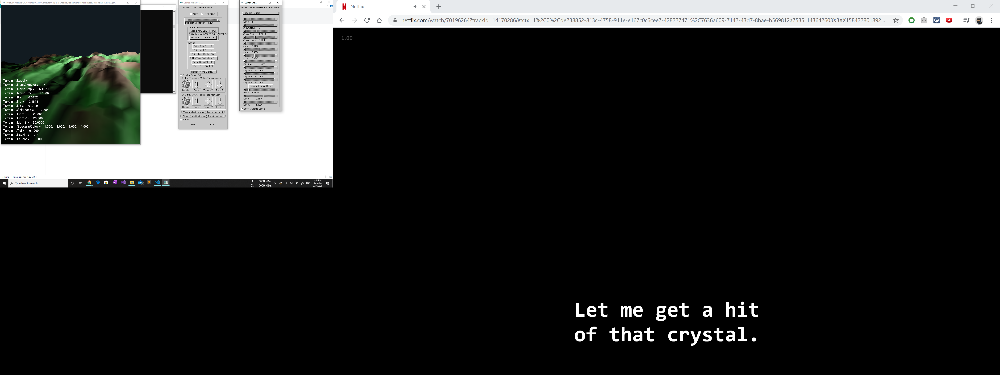 D:\Study Material\2020-Winter\CS557 Computer Graphics Shaders\Assignments\Final Project\FinalProject_Akash Agar...
Terrain : uLevel = 1
Terrain : uNumOctaves = 5
Terrain : uNoiseAmp = 5.4878
Terrain : uNoiseFreq = 1.0000
Terrain : uKa = 0.0122
Terrain : uKd = 0.4573
Terrain : uKs = 0.3049
Terrain : uShininess = 1.0000
Terrain : uLightX = 20.0000
Terrain : uLightY = 20.0000
Terrain : uLightZ = 20.0000
Terrain : uSpecularColor = 1.000, 1.000, 1.000, 1.000
Terrain : uTol = 0.1000
Terrain : uLevel1 = 0.6110
Terrain : uLevel2 = 1.0000
GLman Main User I...
GLman Main User Interface Window
Axes Perspective
Background Intensity = 0.1294
GLIB File
Load a new GLIB File [^L]
D:\Study Material\2020-Winter\CS557 C
Reload the GLIB File [^R]
Editing
Edit a Glib File [^G]
Edit a Vert File [^V]
Edit a Tess Control File
Edit a Tess Evaluation File
Edit a Geom File [^E]
Edit a Frag File [^F]
Hardcopy and Display +
Display Frame Rate
Global (Projection Matrix) Transformation
Rotation Scale Trans XY Trans Z
Eye (ModelView Matrix) Transformation
Rotation Scale Trans XY Trans Z
Texture (Texture Matrix) Transformation +
Object (Individual Matrix) Transformation +
Verbose
Reset Quit
GLman Sha...
GLman Shader Parameter User Interface
Program: Terrain
uLevel = 1
uNumOctaves = 5
uNoiseAmp = 5.4878
uNoiseFreq = 1.0000
uKa = 0.0122
uKd = 0.4573
uKs = 0.3049
uShininess = 1.0000
uLightX = 20.0000
uLightY = 20.0000
uLightZ = 20.0000
Color: uSpecularColor
uTol = 0.1000
uLevel1 = 0.6110
uLevel2 = 1.0000
Show Variable Labels
5 items 1 item selected 6.60 MB
Type here to search
U: 0.00 kB/s
D: 0.00 kB/s
ENG
4:41 PM
Saturday
3/14/2020
Netflix
netflix.com/watch/70196264?trackId=14170286&tctx=1%2C0%2Cde238852-813c-4758-911e-e167c0c6cee7-428227471%2C7636a609-7142-43d7-8bae-b569812a7535_143642603X3XX158422801892...
1.00
Let me get a hit
of that crystal.